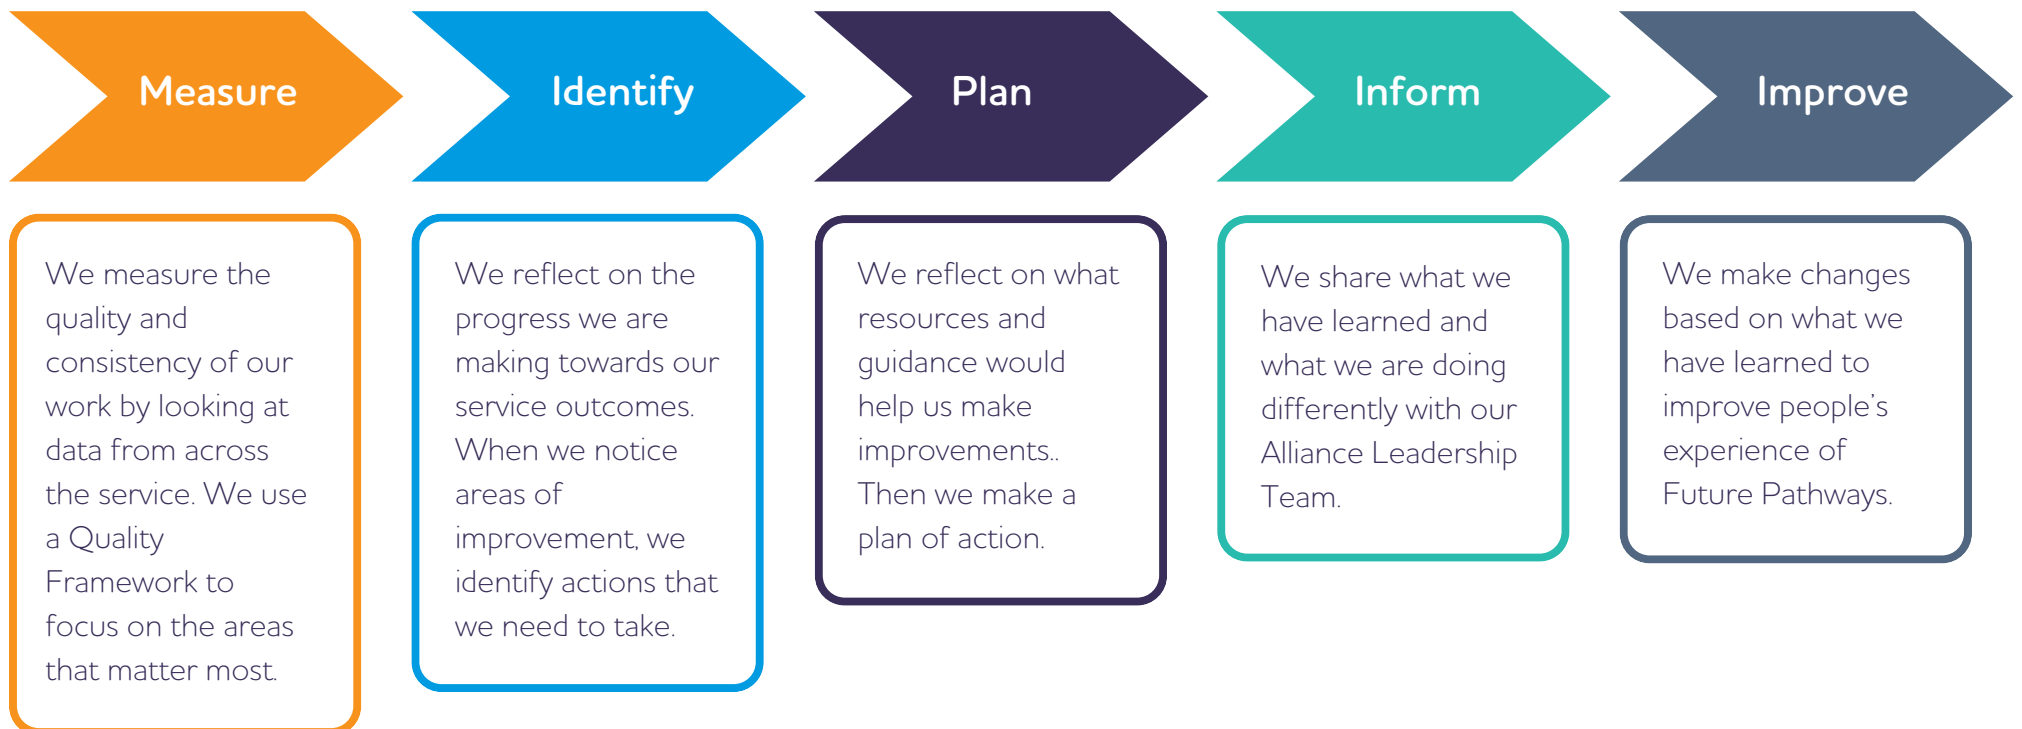 Measure
We measure the
quality and
consistency of our
work by looking at
data from across
the service. We use
a Quality
Framework to
focus on the areas
that matter most.
Identify
We reflect on the
progress we are
making towards our
service outcomes.
When we notice
areas of
improvement, we
identify actions that
we need to take.
Plan
We reflect on what
resources and
guidance would
help us make
improvements..
Then we make a
plan of action.
Inform
We share what we
have learned and
what we are doing
differently with our
Alliance Leadership
Team.
Improve
We make changes
based on what we
have learned to
improve people's
experience of
Future Pathways.